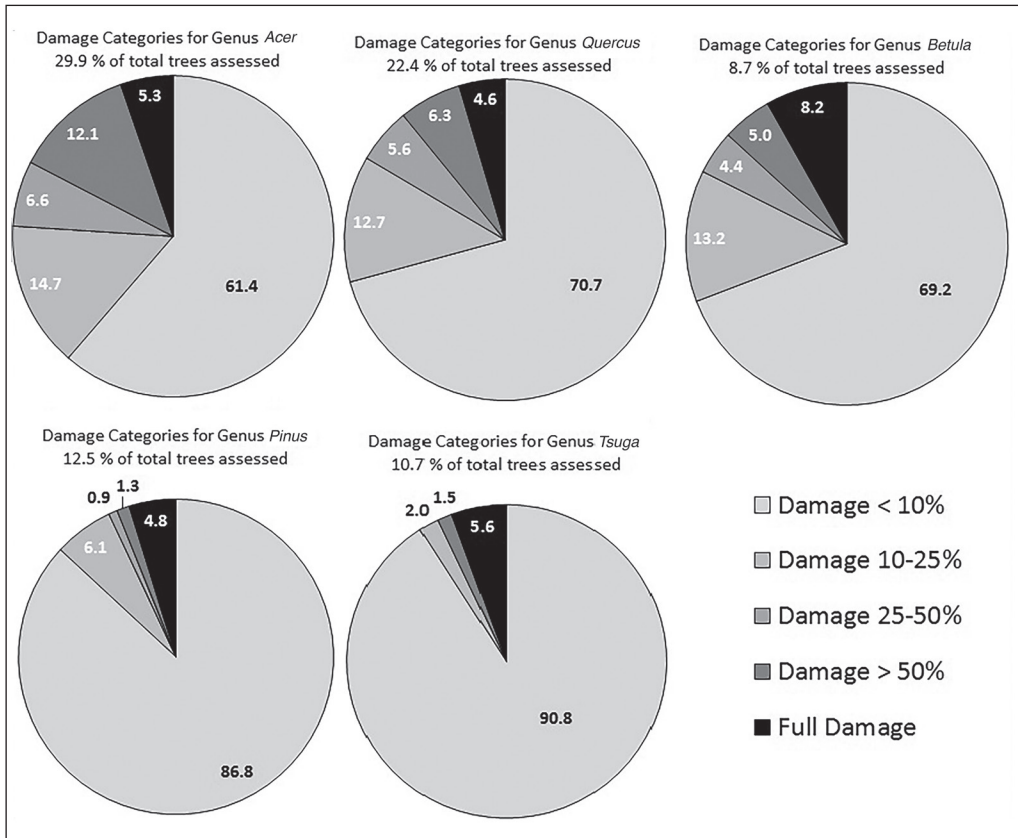 Damage Categories for Genus Acer
29.9 % of total trees assessed
5.3
12.1
6.6
14.7
61.4
Damage Categories for Genus Quercus
22.4 % of total trees assessed
4.6
6.3
5.6
12.7
70.7
Damage Categories for Genus Betula
8.7 % of total trees assessed
8.2
5.0
4.4
13.2
69.2
Damage Categories for Genus Pinus
12.5 % of total trees assessed
1.3
0.9
4.8
6.1
86.8
Damage Categories for Genus Tsuga
10.7 % of total trees assessed
1.5
2.0
5.6
90.8
Damage < 10%
Damage 10-25%
Damage 25-50%
Damage > 50%
Full Damage